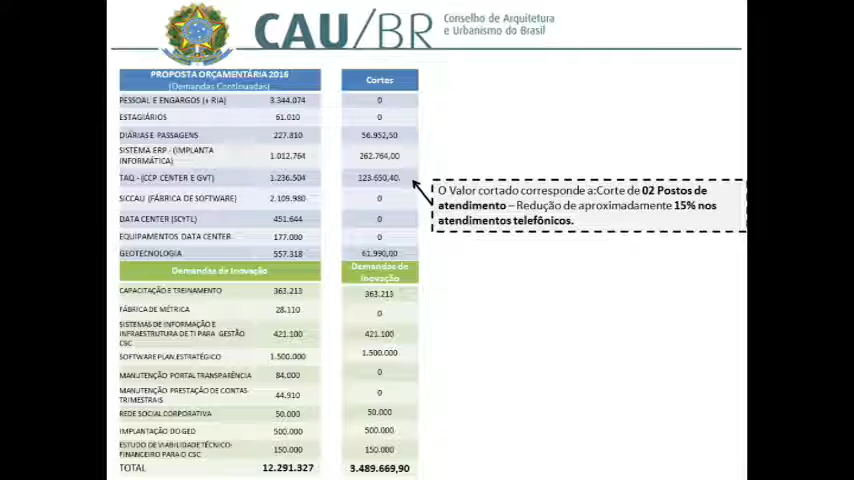 CAU/BR
Conselho de Arquitetura
e Urbanismo do Brasil
PROPOSTA ORÇAMENTÁRIA 2016
(Demandas Continuadas)
Cortes
PESSOAL E ENCARGOS (+ RIA) 3.344.074 0
ESTAGIÁRIOS 61.010 0
DIÁRIAS E PASSAGENS 227.810 56.952,50
SISTEMA ERP - (IMPLANTA
INFORMÁTICA) 1.012.764 262.764,00
TAQ - (CCP CENTER E GVT) 1.236.504 123.650,40.
SICCAU (FÁBRICA DE SOFTWARE) 2.109.980 0
DATA CENTER (SCYTL) 451.644 0
EQUIPAMENTOS DATA CENTER 177.000 0
GEOTECNOLOGIA 557.318 61.990,00
O Valor cortado corresponde a:Corte de 02 Postos de
atendimento – Redução de aproximadamente 15% nos
atendimentos telefônicos.
Demandas de Inovação
Demandas de
Inovação
CAPACITAÇÃO E TREINAMENTO 363.213 363.213
FÁBRICA DE MÉTRICA 28.110 0
SISTEMAS DE INFORMAÇÃO E
INFRAESTRUTURA DE TI PARA GESTÃO
CSC 421.100 421.100
SOFTWARE PLAN.ESTRATÉGICO 1.500.000 1.500.000
MANUTENÇÃO PORTAL TRANSPARÊNCIA 84.000 0
MANUTENÇÃO PRESTAÇÃO DE CONTAS
TRIMESTRAIS 44.910 0
REDE SOCIAL CORPORATIVA 50.000 50.000
IMPLANTAÇÃO DO GED 500.000 500.000
ESTUDO DE VIABILIDADE TÉCNICO-
FINANCEIRO PARA O CSC 150.000 150.000
TOTAL 12.291.327 3.489.669,90